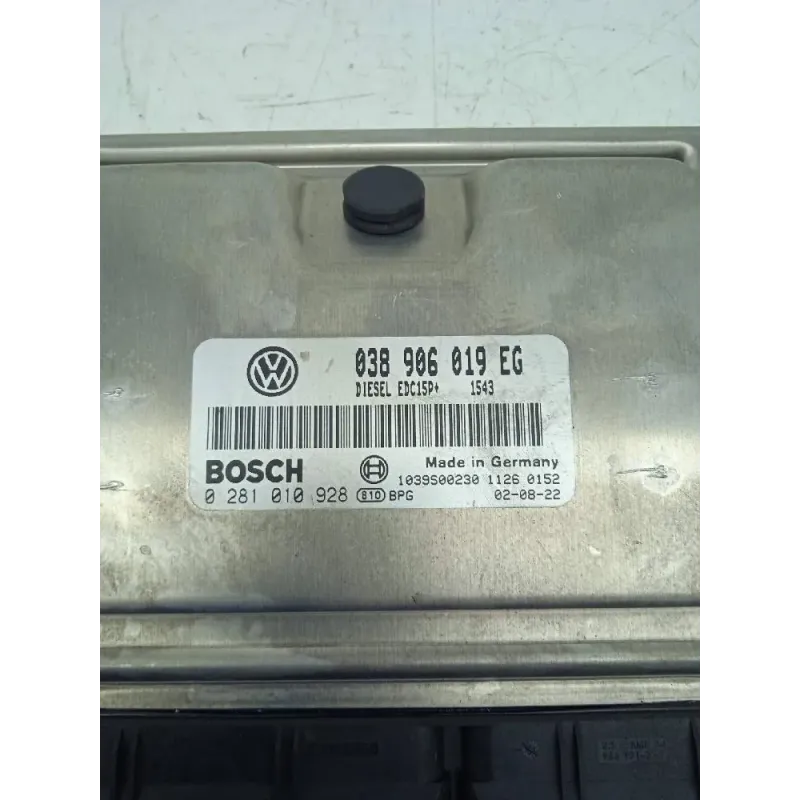 038 906 019 EG
DIESEL EDC15P+ 1543
BOSCH
Made in Germany
1039S00230 1126 0152
0 281 010 928 B10 BPG 02-08-22